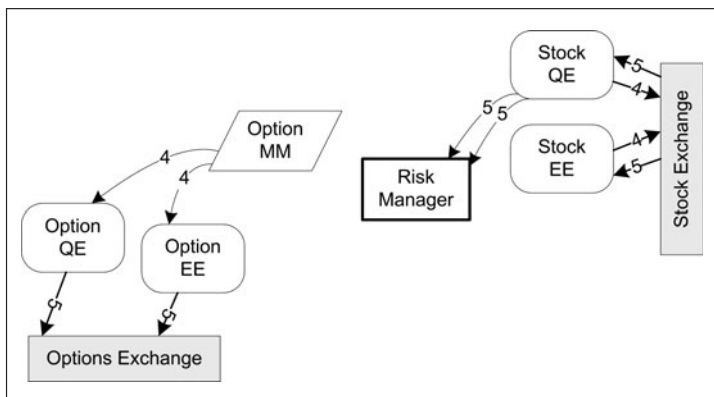 Stock
QE
5
4
5
5
Option
MM
4
4
Stock
EE
4
5
Stock Exchange
Risk
Manager
Option
QE
Option
EE
5
5
Options Exchange